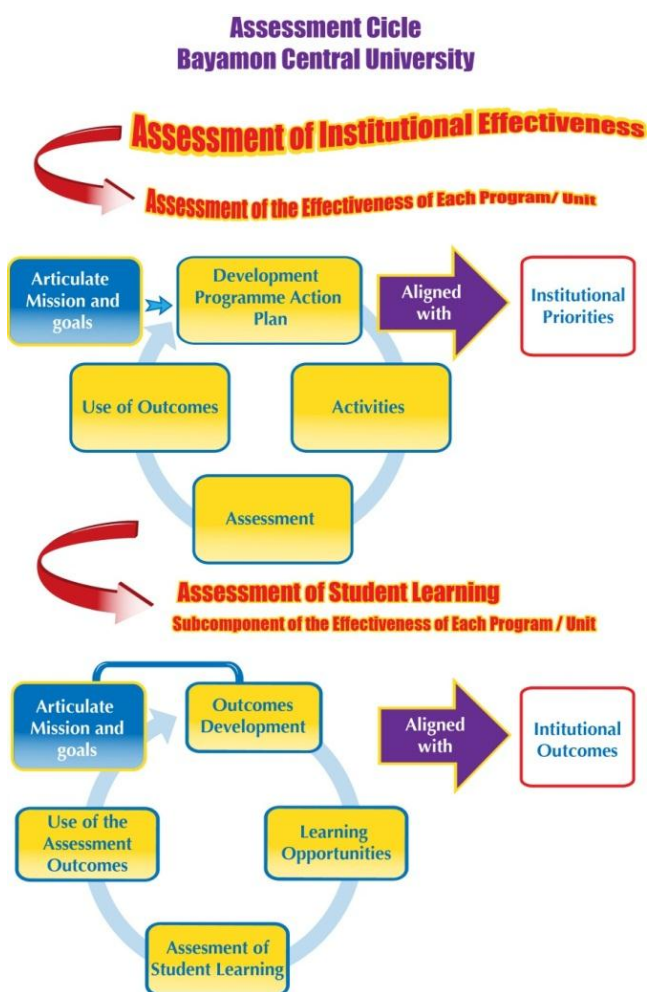 Assessment Cicle
Bayamon Central University
Assessment of Institutional Effectiveness
Assessment of the Effectiveness of Each Program/ Unit
Articulate
Mission and
goals
Development
Programme Action
Plan
Aligned
with
Institutional
Priorities
Use of Outcomes
Activities
Assessment
Assessment of Student Learning
Subcomponent of the Effectiveness of Each Program / Unit
Articulate
Mission and
goals
Outcomes
Development
Aligned
with
Intitutional
Outcomes
Use of the
Assessment
Outcomes
Learning
Opportunities
Assesment of
Student Learning